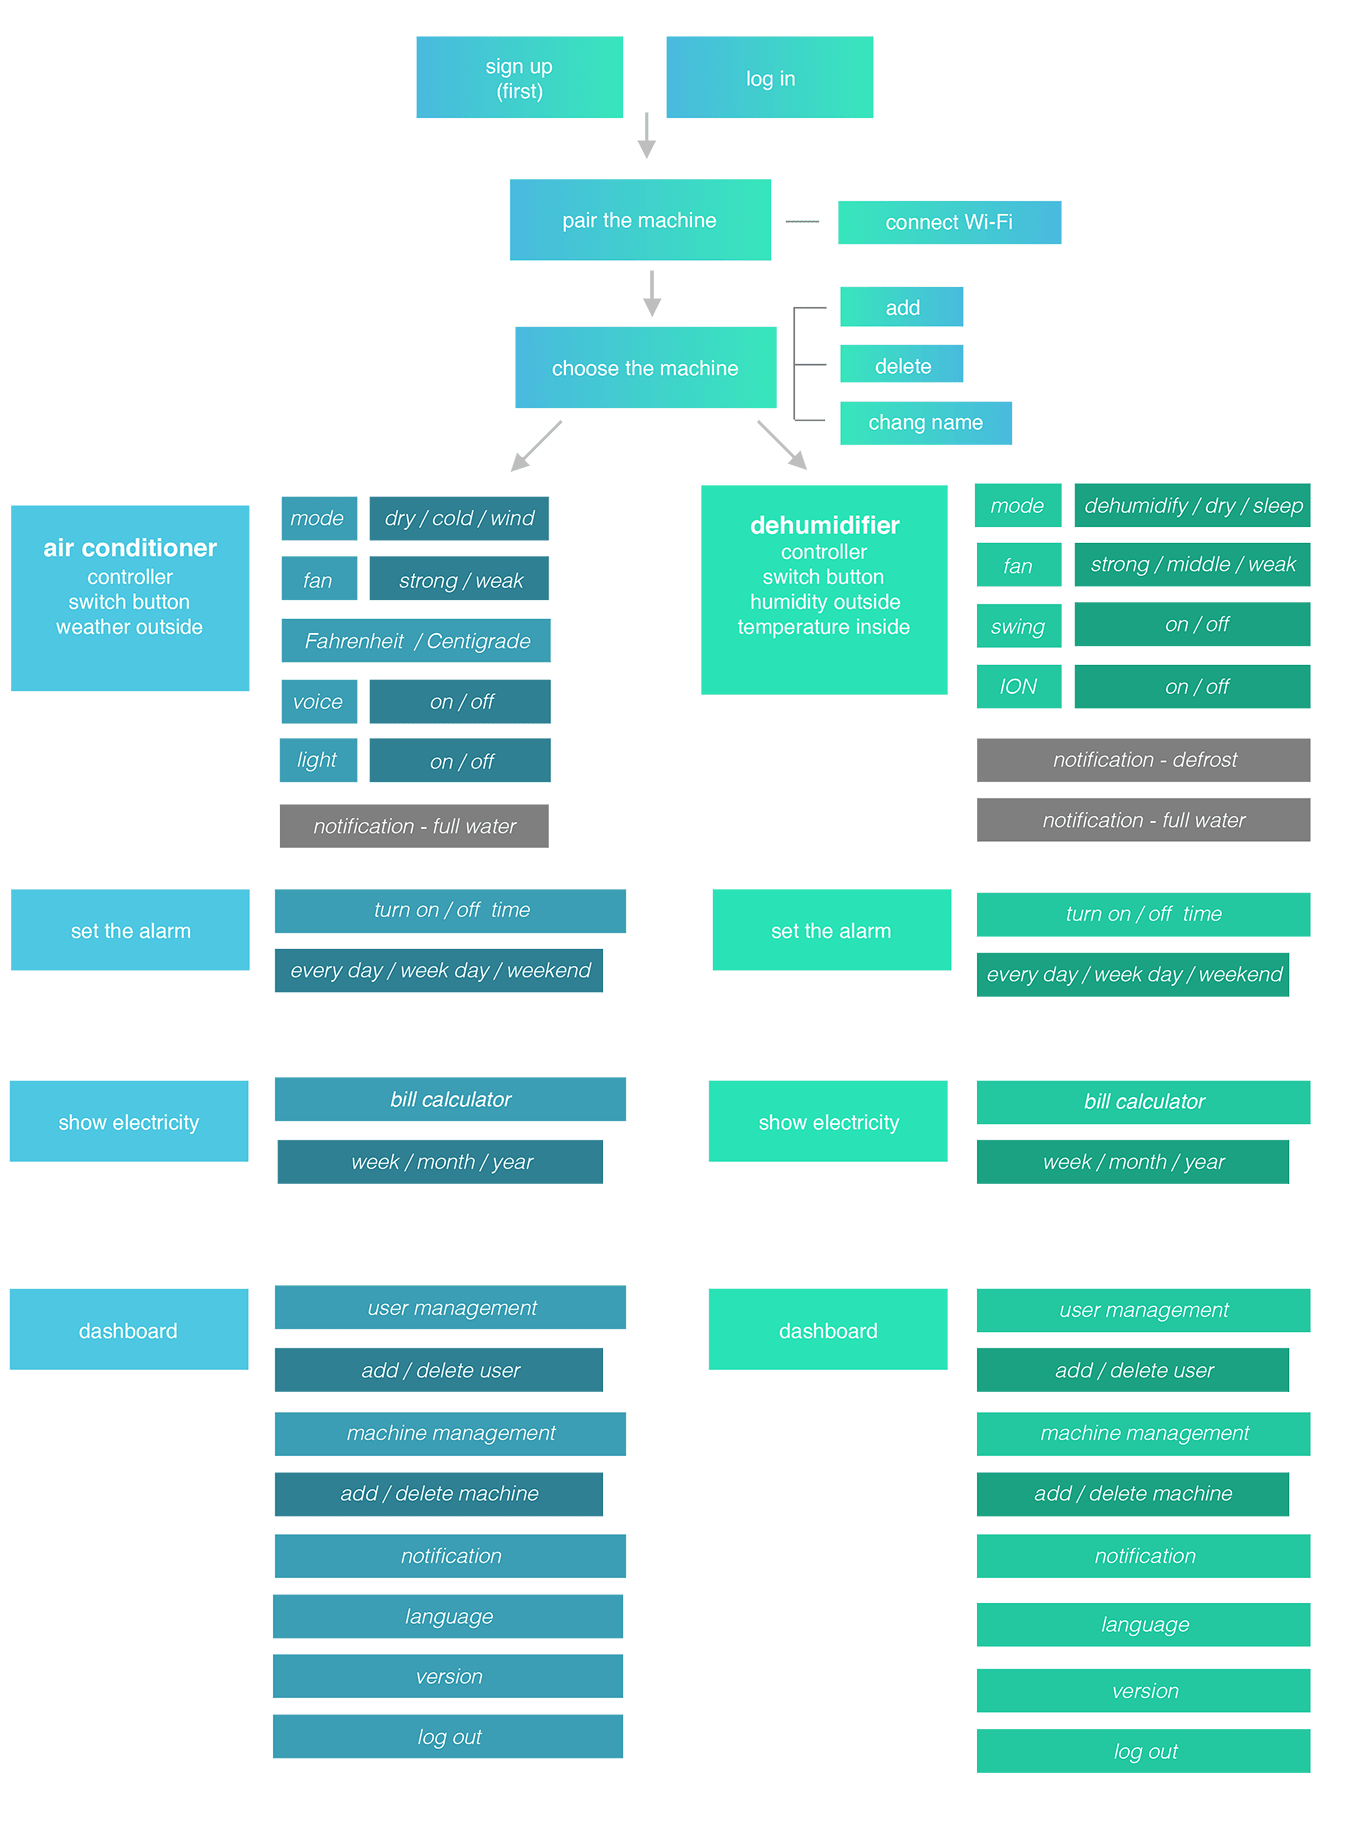 sign up
(first)
log in
pair the machine
connect Wi-Fi
choose the machine
add
delete
chang name
air conditioner
controller
switch button
weather outside
mode
dry / cold / wind
fan
strong / weak
Fahrenheit / Centigrade
voice
on / off
light
on / off
notification - full water
dehumidifier
controller
switch button
humidity outside
temperature inside
mode
dehumidify / dry / sleep
fan
strong / middle / weak
swing
on / off
ION
on / off
notification - defrost
notification - full water
set the alarm
turn on / off time
every day / week day / weekend
set the alarm
turn on / off time
every day / week day / weekend
show electricity
bill calculator
week / month / year
show electricity
bill calculator
week / month / year
dashboard
user management
add / delete user
machine management
add / delete machine
notification
language
version
log out
dashboard
user management
add / delete user
machine management
add / delete machine
notification
language
version
log out